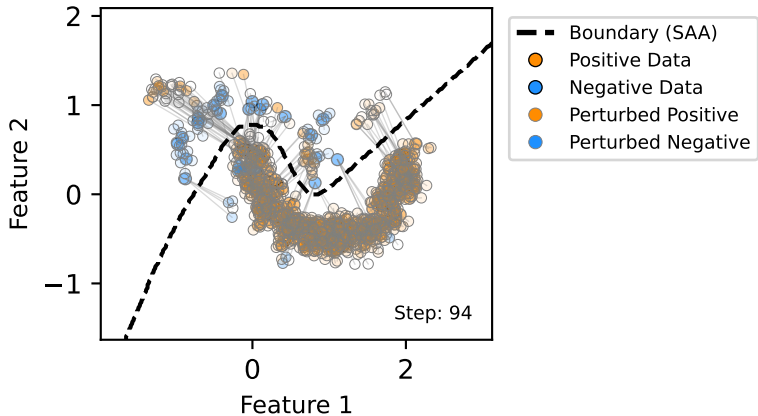 2
1
0
−1
Feature 2
0
2
Feature 1
Step: 94
Boundary (SAA)
Positive Data
Negative Data
Perturbed Positive
Perturbed Negative